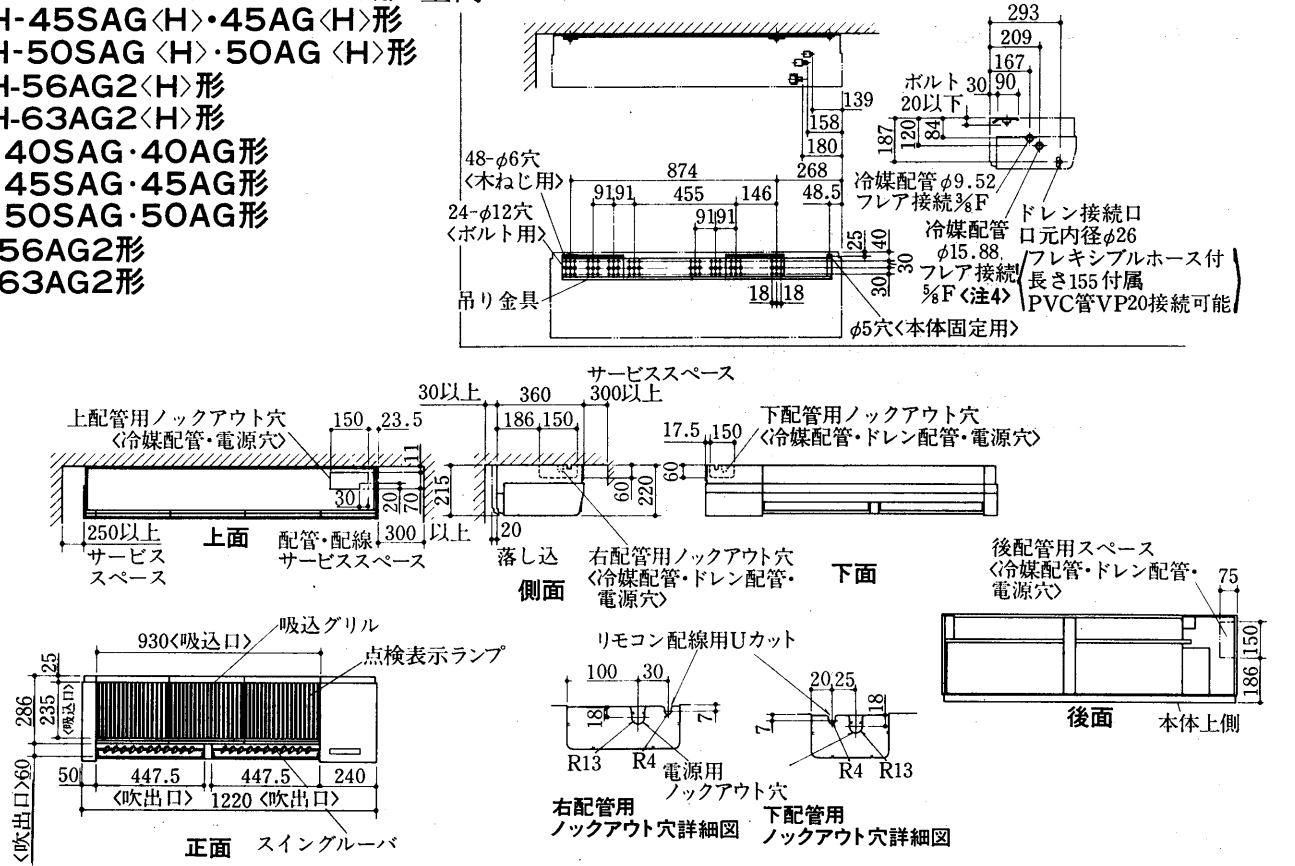 H-45SAG〈H〉・45AG〈H〉形
H-50SAG〈H〉・50AG〈H〉形
H-56AG2〈H〉形
H-63AG2〈H〉形
40SAG・40AG形
45SAG・45AG形
50SAG・50AG形
56AG2形
63AG2形
139
158
180
48-φ6穴
〈木ねじ用〉
874
268
91 91
455
146
48.5
24-φ12穴
〈ボルト用〉
91 91
25
40
30
30
吊り金具
18
18
φ5穴〈本体固定用〉
293
209
167
ボルト
20以下
30
90
187
120
84
冷媒配管φ9.52
フレア接続⅜F
冷媒配管
φ15.88
フレア接続
⅝F〈注4〉
ドレン接続口
口元内径φ26
フレキシブルホース付
長さ155付属
PVC管VP20接続可能
上配管用ノックアウト穴
〈冷媒配管・電源穴〉
150
23.5
11
30
20
70
250以上
サービス
スペース
上面
配管・配線
サービススペース
300
以上
サービススペース
30以上
360
300以上
186
150
215
60
220
20
落し込
側面
右配管用ノックアウト穴
〈冷媒配管・ドレン配管・
電源穴〉
下配管用ノックアウト穴
〈冷媒配管・ドレン配管・電源穴〉
17.5
150
60
下面
後配管用スペース
〈冷媒配管・ドレン配管・
電源穴〉
75
150
186
後面
本体上側
吸込グリル
930〈吸込口〉
点検表示ランプ
25
286
235
〈吸込口〉
60
〈吹出口〉
50
447.5
447.5
240
〈吹出口〉
1220
〈吹出口〉
正面
スイングルーバ
リモコン配線用Uカット
100
30
18
7
R13
R4
電源用
ノックアウト穴
右配管用
ノックアウト穴詳細図
20
25
18
7
R4
R13
下配管用
ノックアウト穴詳細図